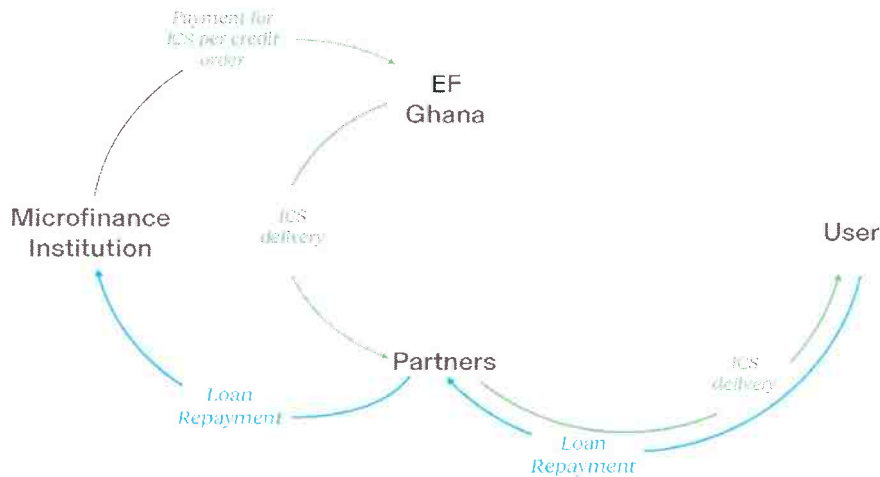 Payment for
ICS per credit
order
EF
Ghana
Microfinance
Institution
ICS
delivery
User
Partners
ICS
delivery
Loan
Repayment
Loan
Repayment